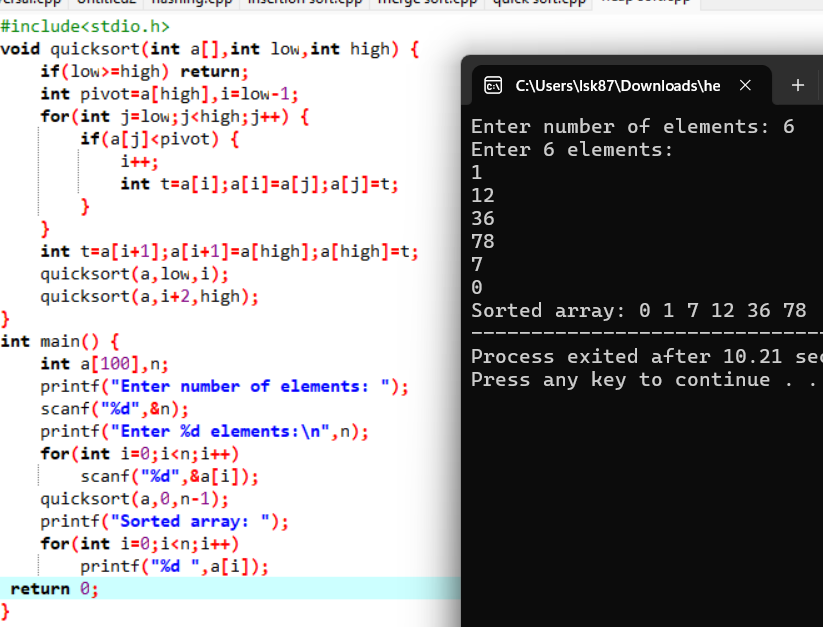 Untitled2 hashing.cpp insertion sort.cpp merge sort.cpp quick sort.cpp heap sort.cpp
#include<stdio.h>
void quicksort(int a[],int low,int high) {
if(low>=high) return;
int pivot=a[high],i=low-1;
for(int j=low;j<high;j++) {
if(a[j]<pivot) {
i++;
int t=a[i];a[i]=a[j];a[j]=t;
}
}
int t=a[i+1];a[i+1]=a[high];a[high]=t;
quicksort(a,low,i);
quicksort(a,i+2,high);
}
int main() {
int a[100],n;
printf("Enter number of elements: ");
scanf("%d",&n);
printf("Enter %d elements:\n",n);
for(int i=0;i<n;i++)
scanf("%d",&a[i]);
quicksort(a,0,n-1);
printf("Sorted array: ");
for(int i=0;i<n;i++)
printf("%d ",a[i]);
return 0;
}
C:\Users\lsk87\Downloads\he
Enter number of elements: 6
Enter 6 elements:
1
12
36
78
7
0
Sorted array: 0 1 7 12 36 78
--------------------------------
Process exited after 10.21 sec
Press any key to continue . .